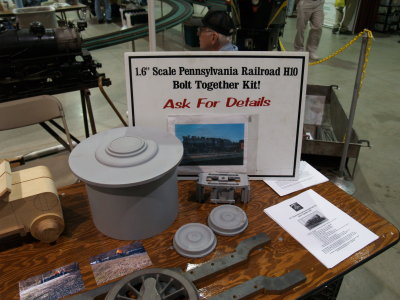 1.6" Scale Pennsylvania Railroad H10
Bolt Together Kit!
Ask For Details